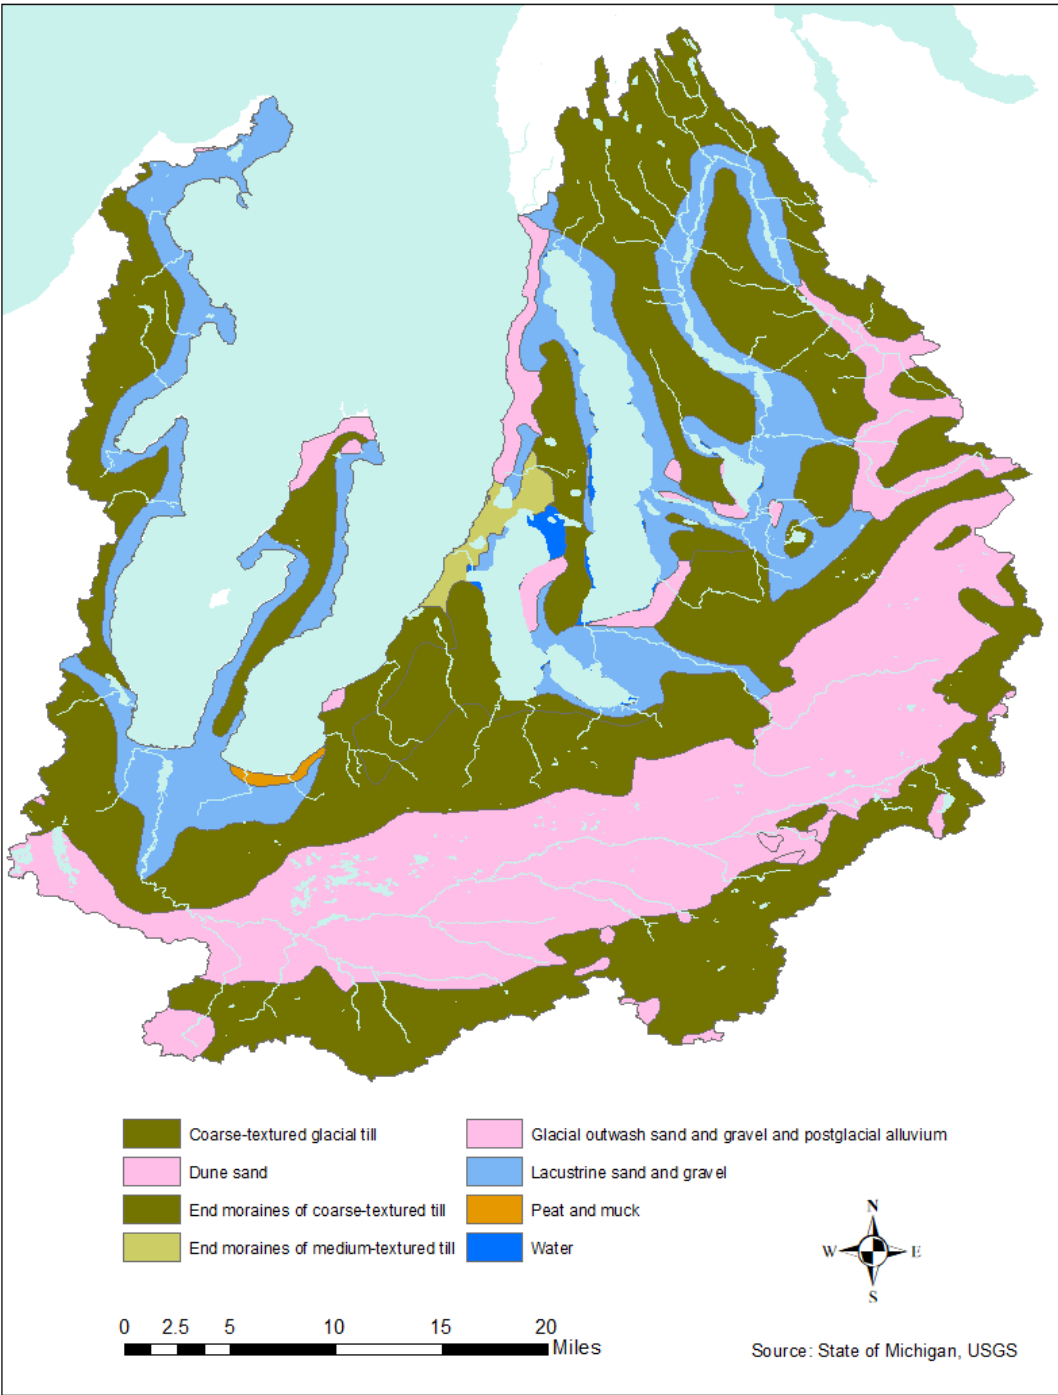 Coarse-textured glacial till
Dune sand
End moraines of coarse-textured till
End moraines of medium-textured till
Glacial outwash sand and gravel and postglacial alluvium
Lacustrine sand and gravel
Peat and muck
Water
N
W E
S
0 2.5 5 10 15 20
Miles
Source: State of Michigan, USGS